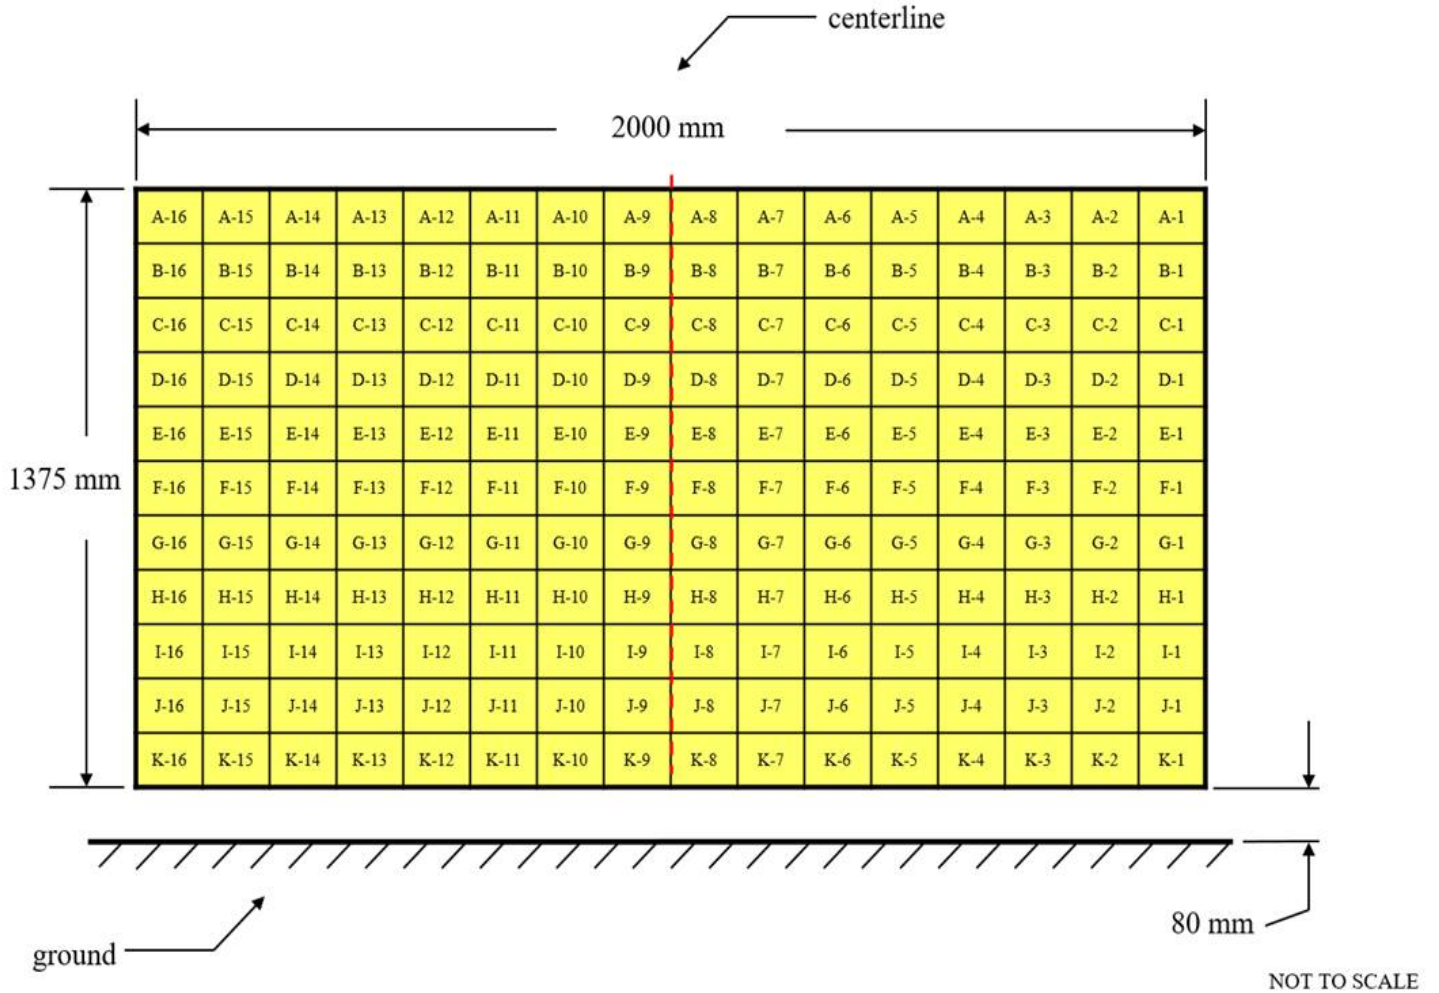 centerline
2000 mm
A-16 A-15 A-14 A-13 A-12 A-11 A-10 A-9 A-8 A-7 A-6 A-5 A-4 A-3 A-2 A-1
B-16 B-15 B-14 B-13 B-12 B-11 B-10 B-9 B-8 B-7 B-6 B-5 B-4 B-3 B-2 B-1
C-16 C-15 C-14 C-13 C-12 C-11 C-10 C-9 C-8 C-7 C-6 C-5 C-4 C-3 C-2 C-1
D-16 D-15 D-14 D-13 D-12 D-11 D-10 D-9 D-8 D-7 D-6 D-5 D-4 D-3 D-2 D-1
E-16 E-15 E-14 E-13 E-12 E-11 E-10 E-9 E-8 E-7 E-6 E-5 E-4 E-3 E-2 E-1
1375 mm
F-16 F-15 F-14 F-13 F-12 F-11 F-10 F-9 F-8 F-7 F-6 F-5 F-4 F-3 F-2 F-1
G-16 G-15 G-14 G-13 G-12 G-11 G-10 G-9 G-8 G-7 G-6 G-5 G-4 G-3 G-2 G-1
H-16 H-15 H-14 H-13 H-12 H-11 H-10 H-9 H-8 H-7 H-6 H-5 H-4 H-3 H-2 H-1
I-16 I-15 I-14 I-13 I-12 I-11 I-10 I-9 I-8 I-7 I-6 I-5 I-4 I-3 I-2 I-1
J-16 J-15 J-14 J-13 J-12 J-11 J-10 J-9 J-8 J-7 J-6 J-5 J-4 J-3 J-2 J-1
K-16 K-15 K-14 K-13 K-12 K-11 K-10 K-9 K-8 K-7 K-6 K-5 K-4 K-3 K-2 K-1
80 mm
ground
NOT TO SCALE